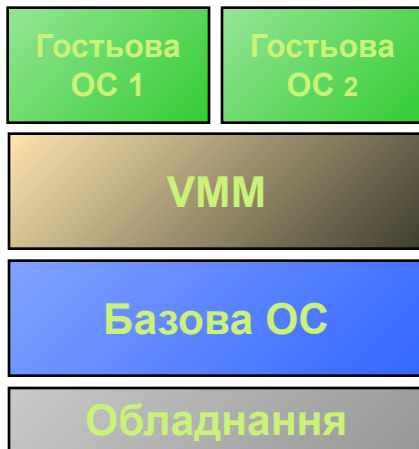 Гостьова
ОС 1
Гостьова
ОС 2
VMM
Базова ОС
Обладнання